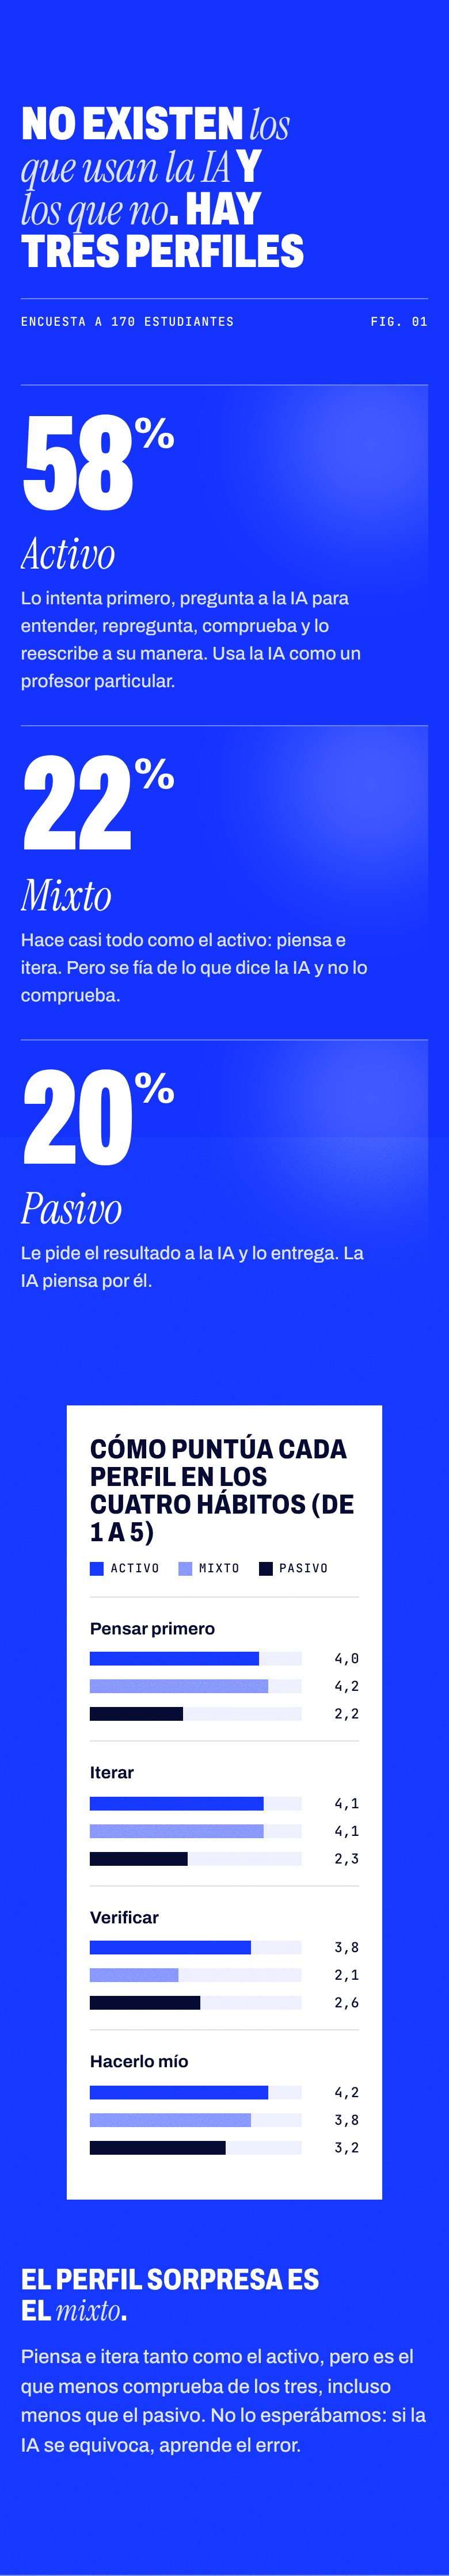 NO EXISTEN los
que usan la IA Y
los que no. HAY
TRES PERFILES
ENCUESTA A 170 ESTUDIANTES FIG. 01
58%
Activo
Lo intenta primero, pregunta a la IA para
entender, repregunta, comprueba y lo
reescribe a su manera. Usa la IA como un
profesor particular.
22%
Mixto
Hace casi todo como el activo: piensa e
itera. Pero se fía de lo que dice la IA y no lo
comprueba.
20%
Pasivo
Le pide el resultado a la IA y lo entrega. La
IA piensa por él.
CÓMO PUNTÚA CADA
PERFIL EN LOS
CUATRO HÁBITOS (DE
1 A 5)
ACTIVO MIXTO PASIVO
Pensar primero
4,0
4,2
2,2
Iterar
4,1
4,1
2,3
Verificar
3,8
2,1
2,6
Hacerlo mío
4,2
3,8
3,2
EL PERFIL SORPRESA ES
EL mixto.
Piensa e itera tanto como el activo, pero es el
que menos comprueba de los tres, incluso
menos que el pasivo. No lo esperábamos: si la
IA se equivoca, aprende el error.